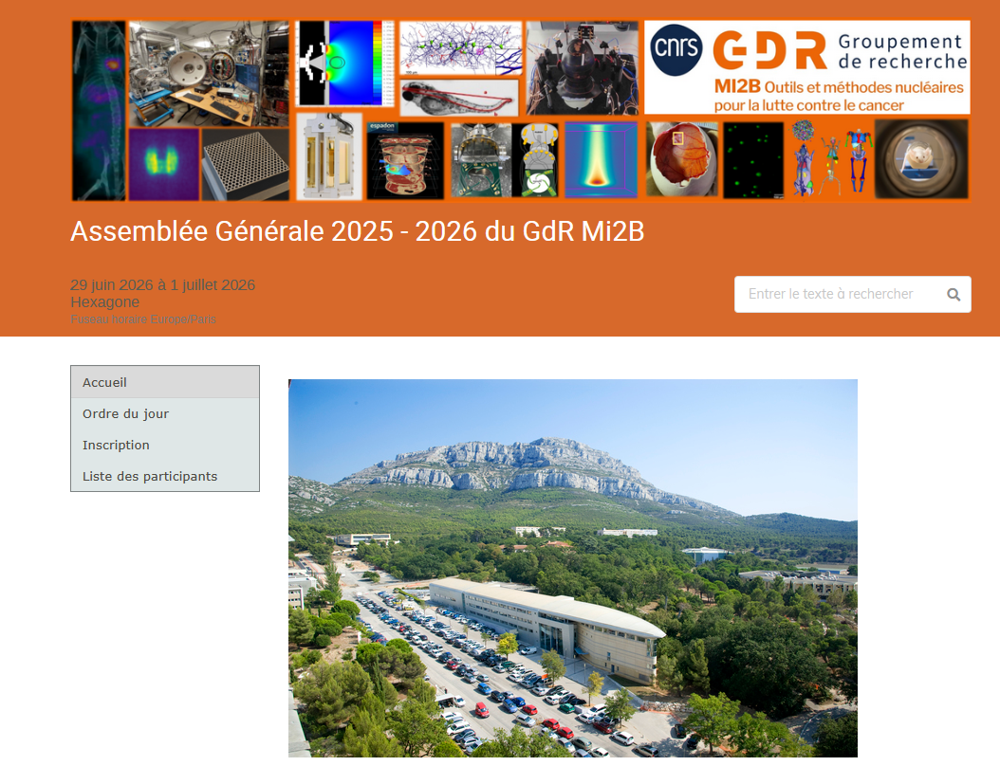 cnrs
GDR
Groupement
de recherche
MI2B Outils et méthodes nucléaires
pour la lutte contre le cancer
espadon
Assemblée Générale 2025 - 2026 du GdR Mi2B
29 juin 2026 à 1 juillet 2026
Hexagone
Fuseau horaire Europe/Paris
Entrer le texte à rechercher
Accueil
Ordre du jour
Inscription
Liste des participants